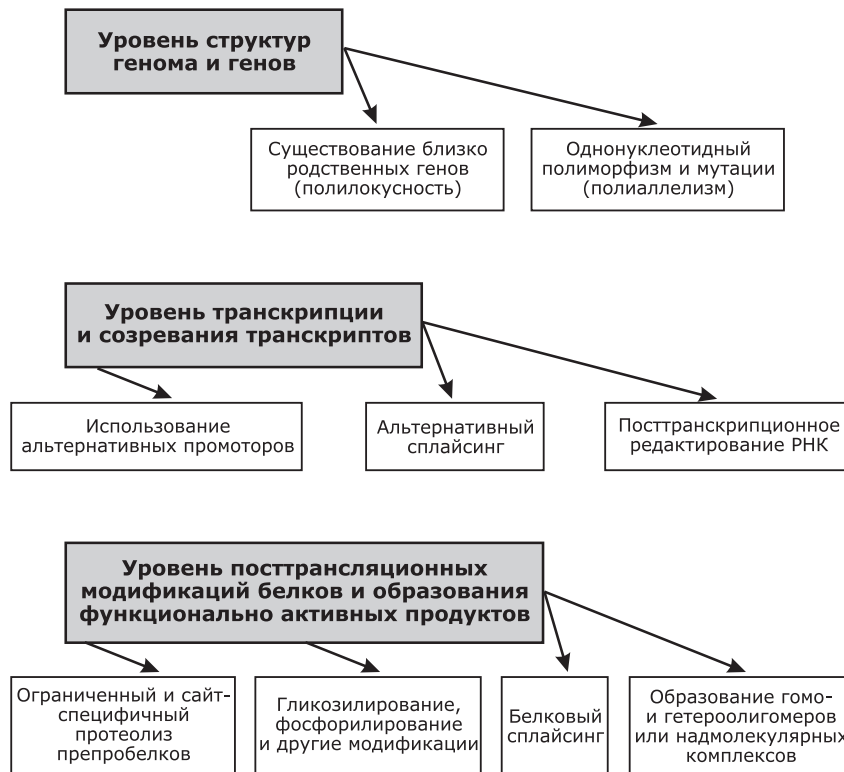 Уровень структур
генома и генов
Существование близко
родственных генов
(полилокусность)
Однонуклеотидный
полиморфизм и мутации
(полиаллелизм)
Уровень транскрипции
и созревания транскриптов
Использование
альтернативных промоторов
Альтернативный
сплайсинг
Посттранскрипционное
редактирование РНК
Уровень посттрансляционных
модификаций белков и образования
функционально активных продуктов
Ограниченный и сайт-
специфичный
протеолиз
препробелков
Гликозилирование,
фосфорилирование
и другие модификации
Белковый
сплайсинг
Образование гомо-
и гетероолигомеров
или надмолекулярных
комплексов